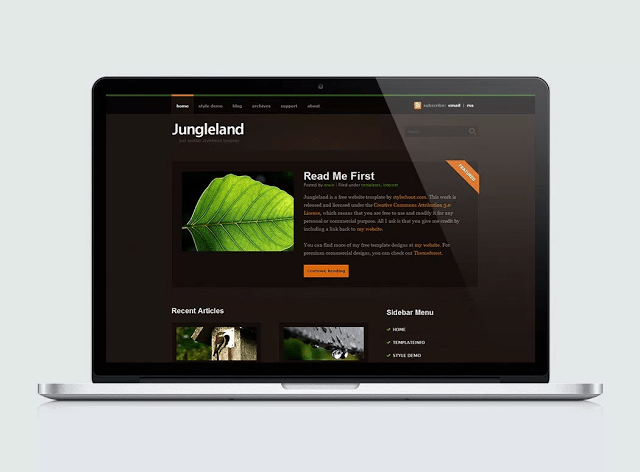 home style demo blog archives support about
subscribe: email | rss
Jungleland
Read Me First
FEATURED
Posted by erwin | Filed under templates, internet
Jungleland is a free website template by styleshout.com. This work is
released and licensed under the Creative Commons Attribution 3.0
License, which means that you are free to use and modify it for any
personal or commercial purpose. All I ask is that you give me credit by
including a link back to my website.
You can find more of my free template designs at my website. For
premium commercial designs, you can check out Themeforest.
continue reading
Recent Articles
Sidebar Menu
HOME
TEMPLATEINFO
STYLE DEMO